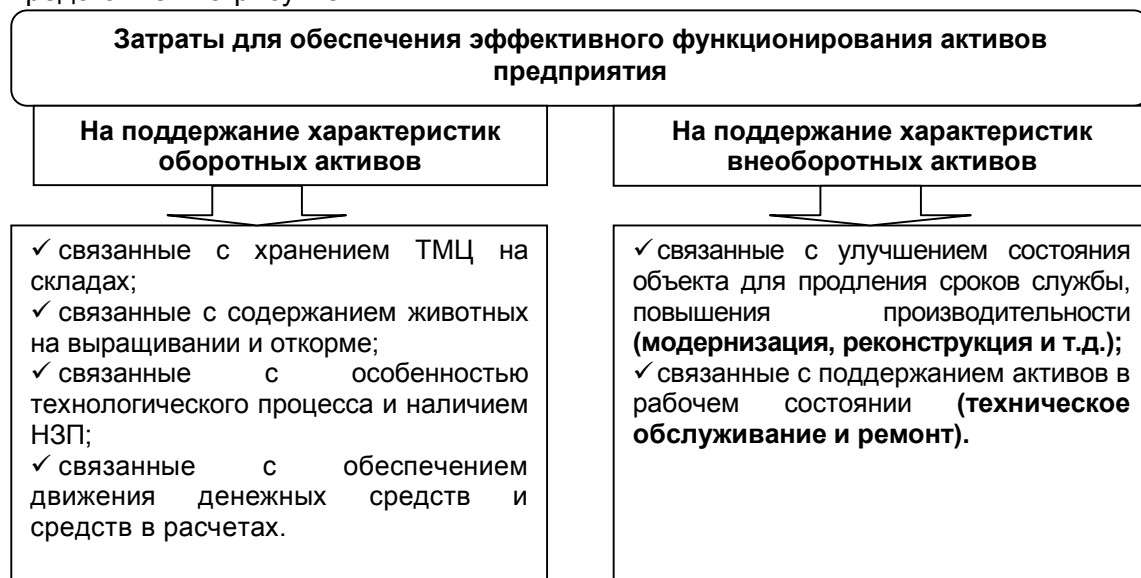 Затраты для обеспечения эффективного функционирования активов
предприятия
На поддержание характеристик
оборотных активов
На поддержание характеристик
внеоборотных активов
✓ связанные с хранением ТМЦ на
складах;
✓ связанные с содержанием животных
на выращивании и откорме;
✓ связанные с особенностью
технологического процесса и наличием
НЗП;
✓ связанные с обеспечением
движения денежных средств и
средств в расчетах.
✓ связанные с улучшением состояния
объекта для продления сроков службы,
повышения производительности
(модернизация, реконструкция и т.д.);
✓ связанные с поддержанием активов в
рабочем состоянии (техническое
обслуживание и ремонт).